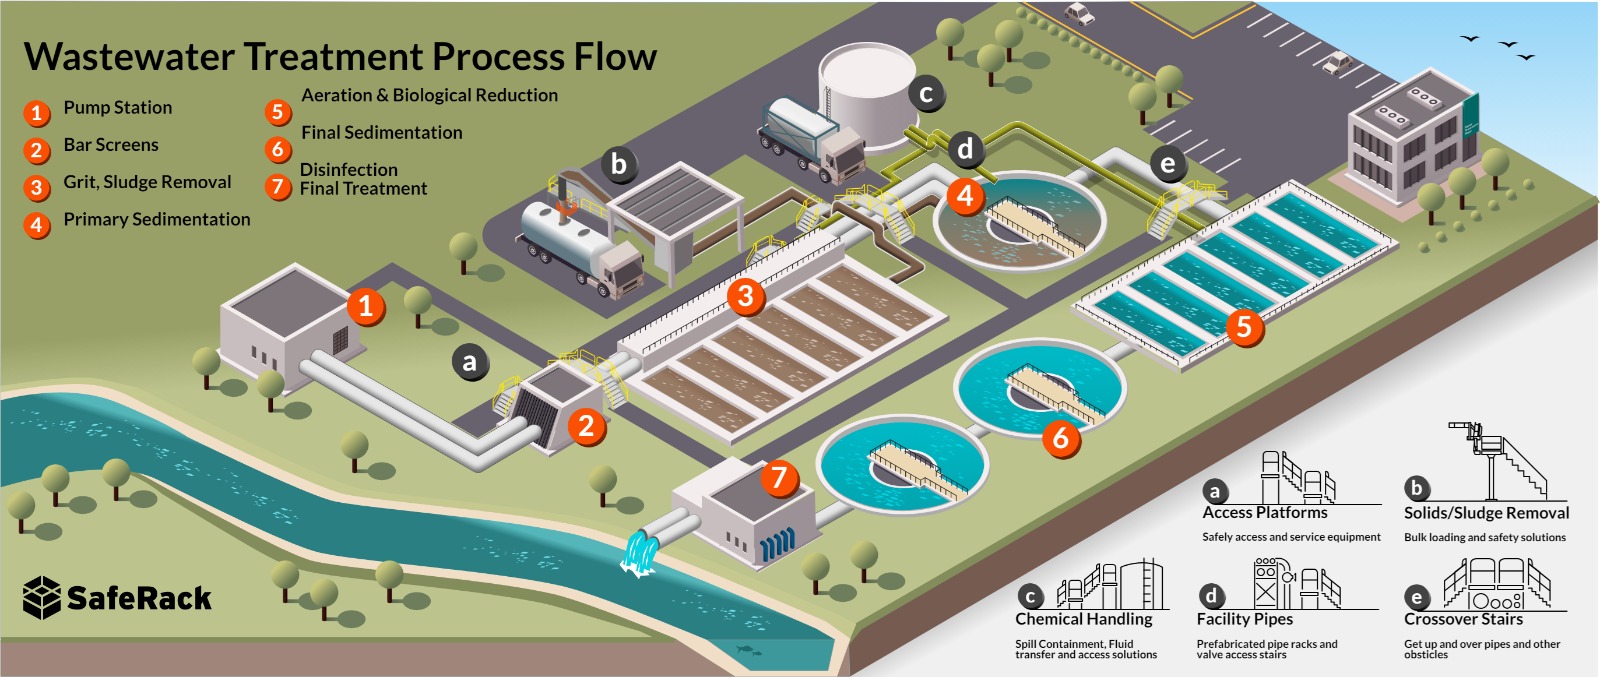 Wastewater Treatment Process Flow
1 Pump Station
2 Bar Screens
3 Grit, Sludge Removal
4 Primary Sedimentation
5 Aeration & Biological Reduction
6 Final Sedimentation
7 Disinfection
Final Treatment
c
d
b
e
4
3
1
5
a
2
6
7
a
Access Platforms
Safely access and service equipment
b
Solids/Sludge Removal
Bulk loading and safety solutions
c
Chemical Handling
Spill Containment, Fluid
transfer and access solutions
d
Facility Pipes
Prefabricated pipe racks and
valve access stairs
e
Crossover Stairs
Get up and over pipes and other
obsticles
SafeRack